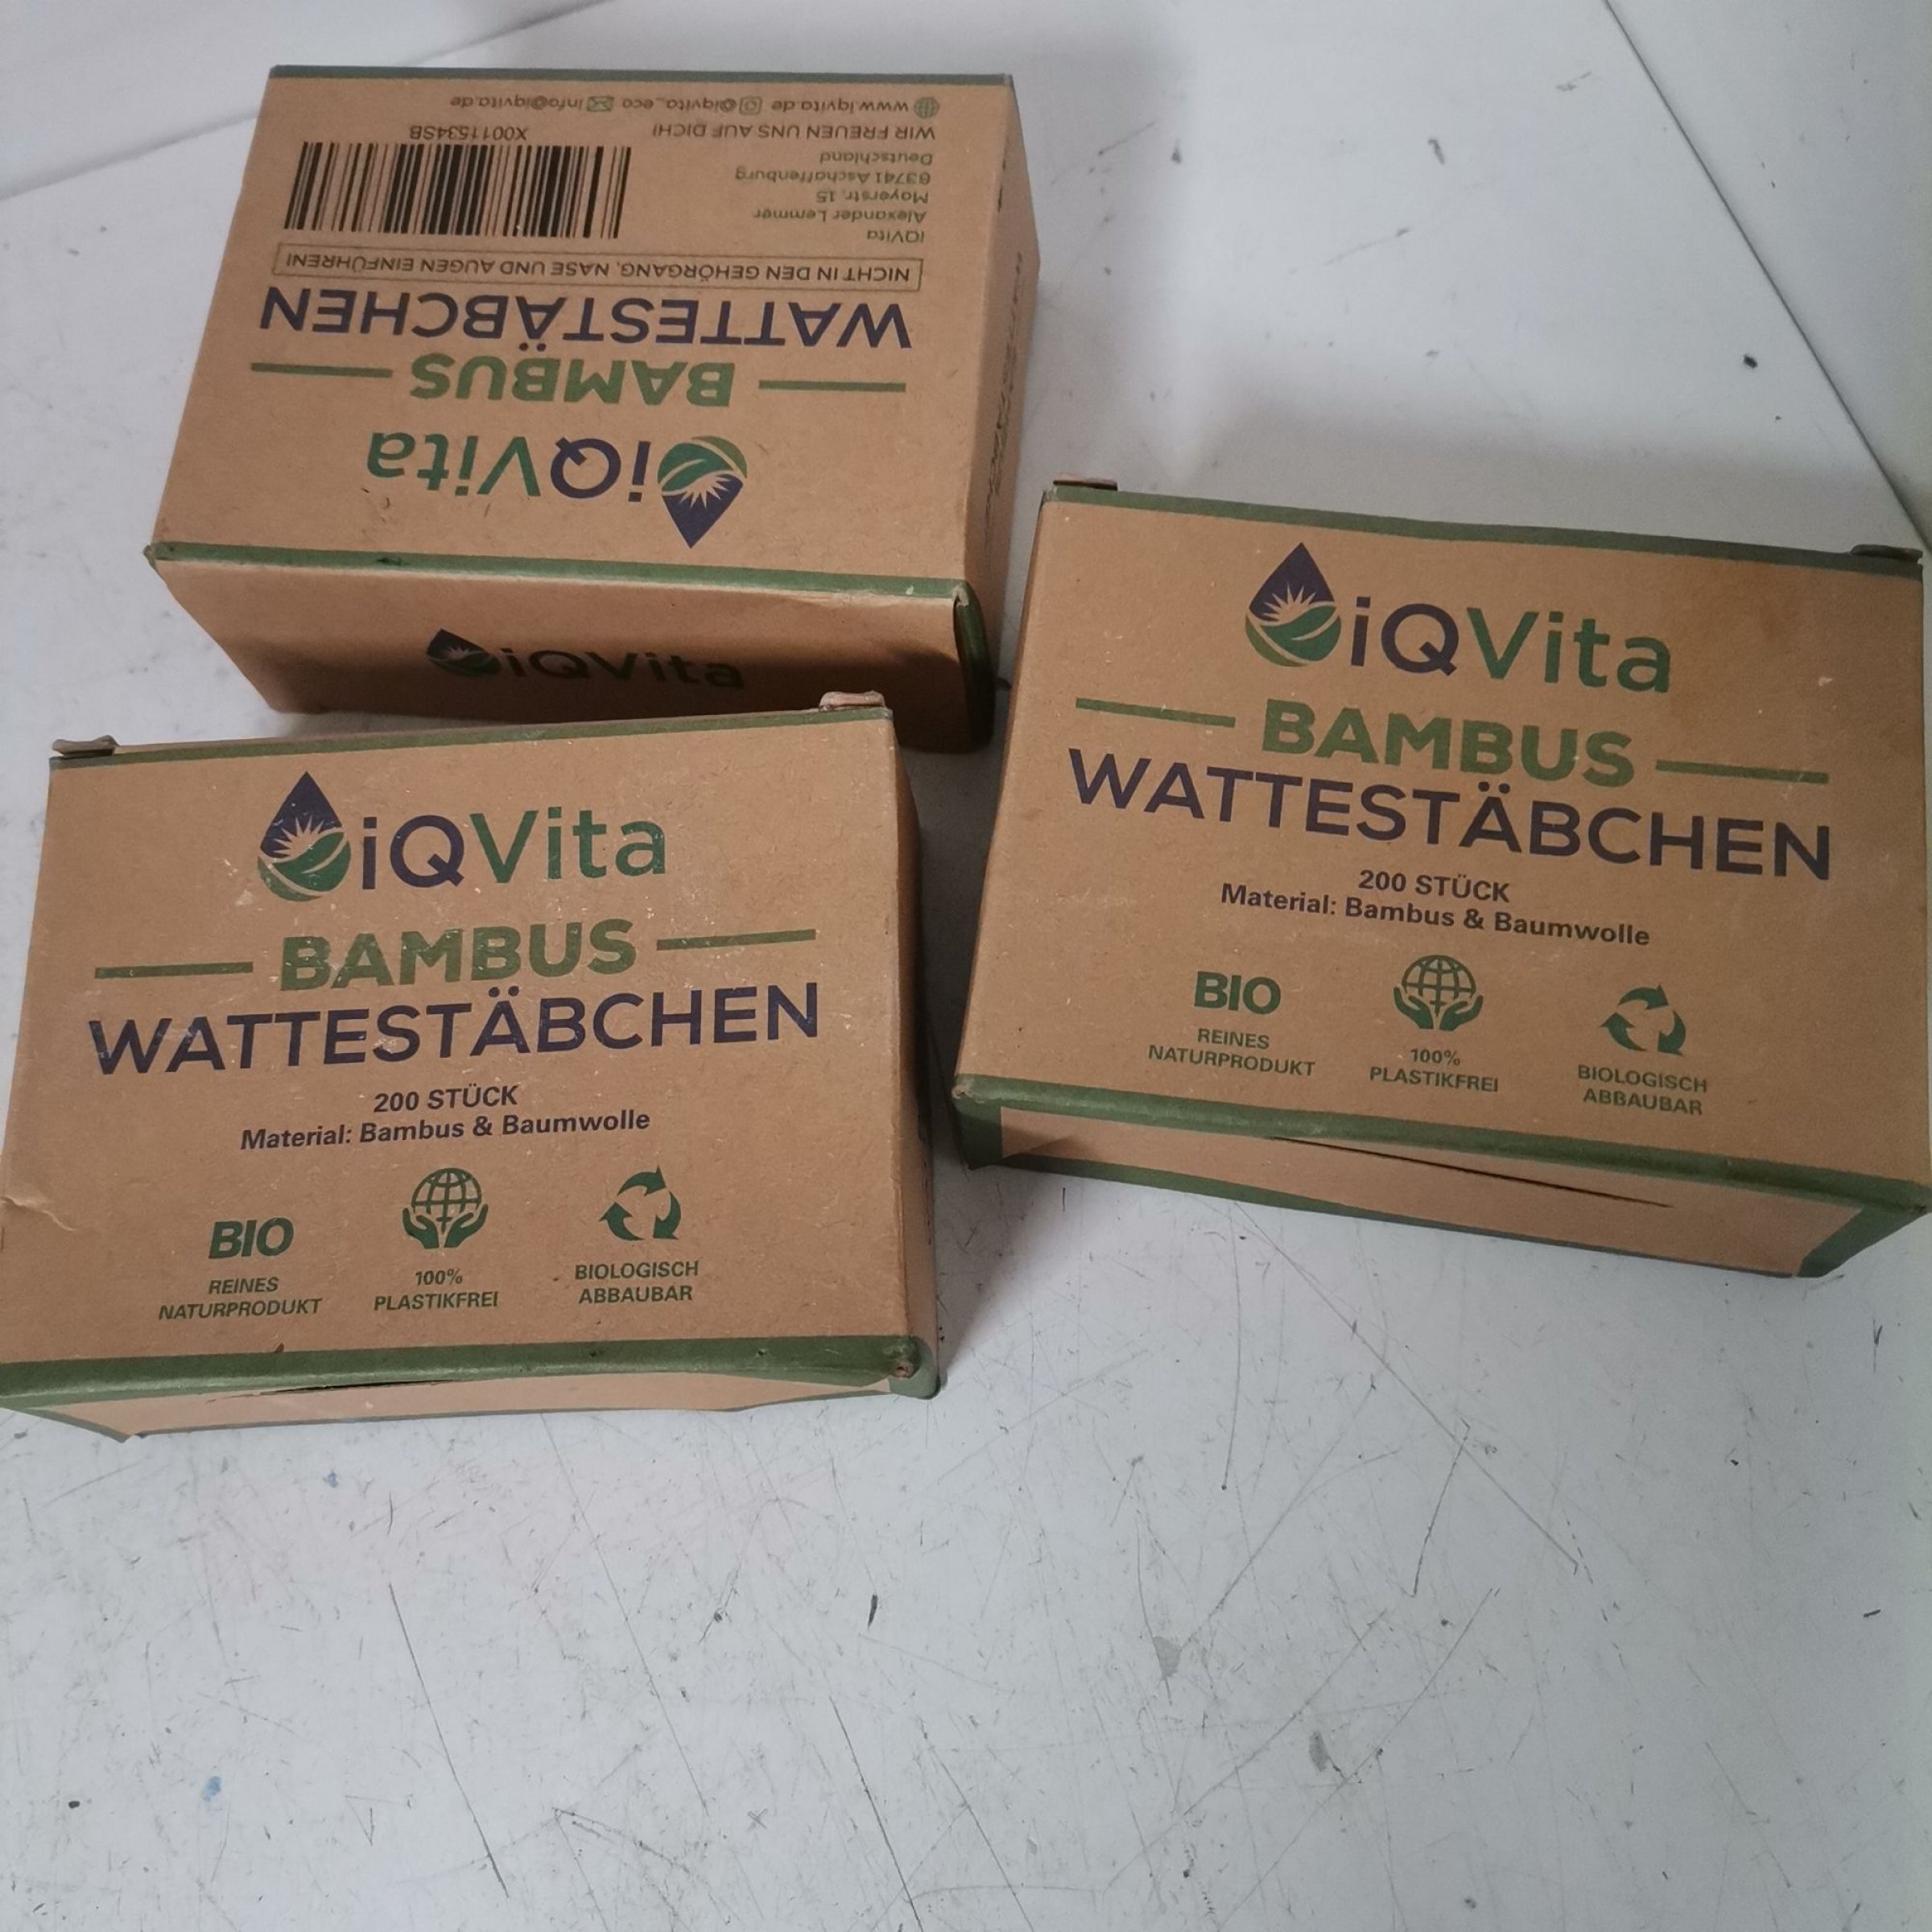 iQVita
BAMBUS
WATTESTÄBCHEN
NICHT IN DEN GEHÖRGANG, NASE UND AUGEN EINFÜHREN!
iQVita
Alexander Lemmer
Mayerstr. 15
63741 Aschaffenburg
Deutschland
WIR FREUEN UNS AUF DICH!
X0011534SB
www.iqvita.de @iqvita_eco info@iqvita.de
iQVita
iQVita
BAMBUS
WATTESTÄBCHEN
200 STÜCK
Material: Bambus & Baumwolle
BIO
REINES
NATURPRODUKT
100%
PLASTIKFREI
BIOLOGISCH
ABBAUBAR
iQVita
BAMBUS
WATTESTÄBCHEN
200 STÜCK
Material: Bambus & Baumwolle
BIO
REINES
NATURPRODUKT
100%
PLASTIKFREI
BIOLOGISCH
ABBAUBAR